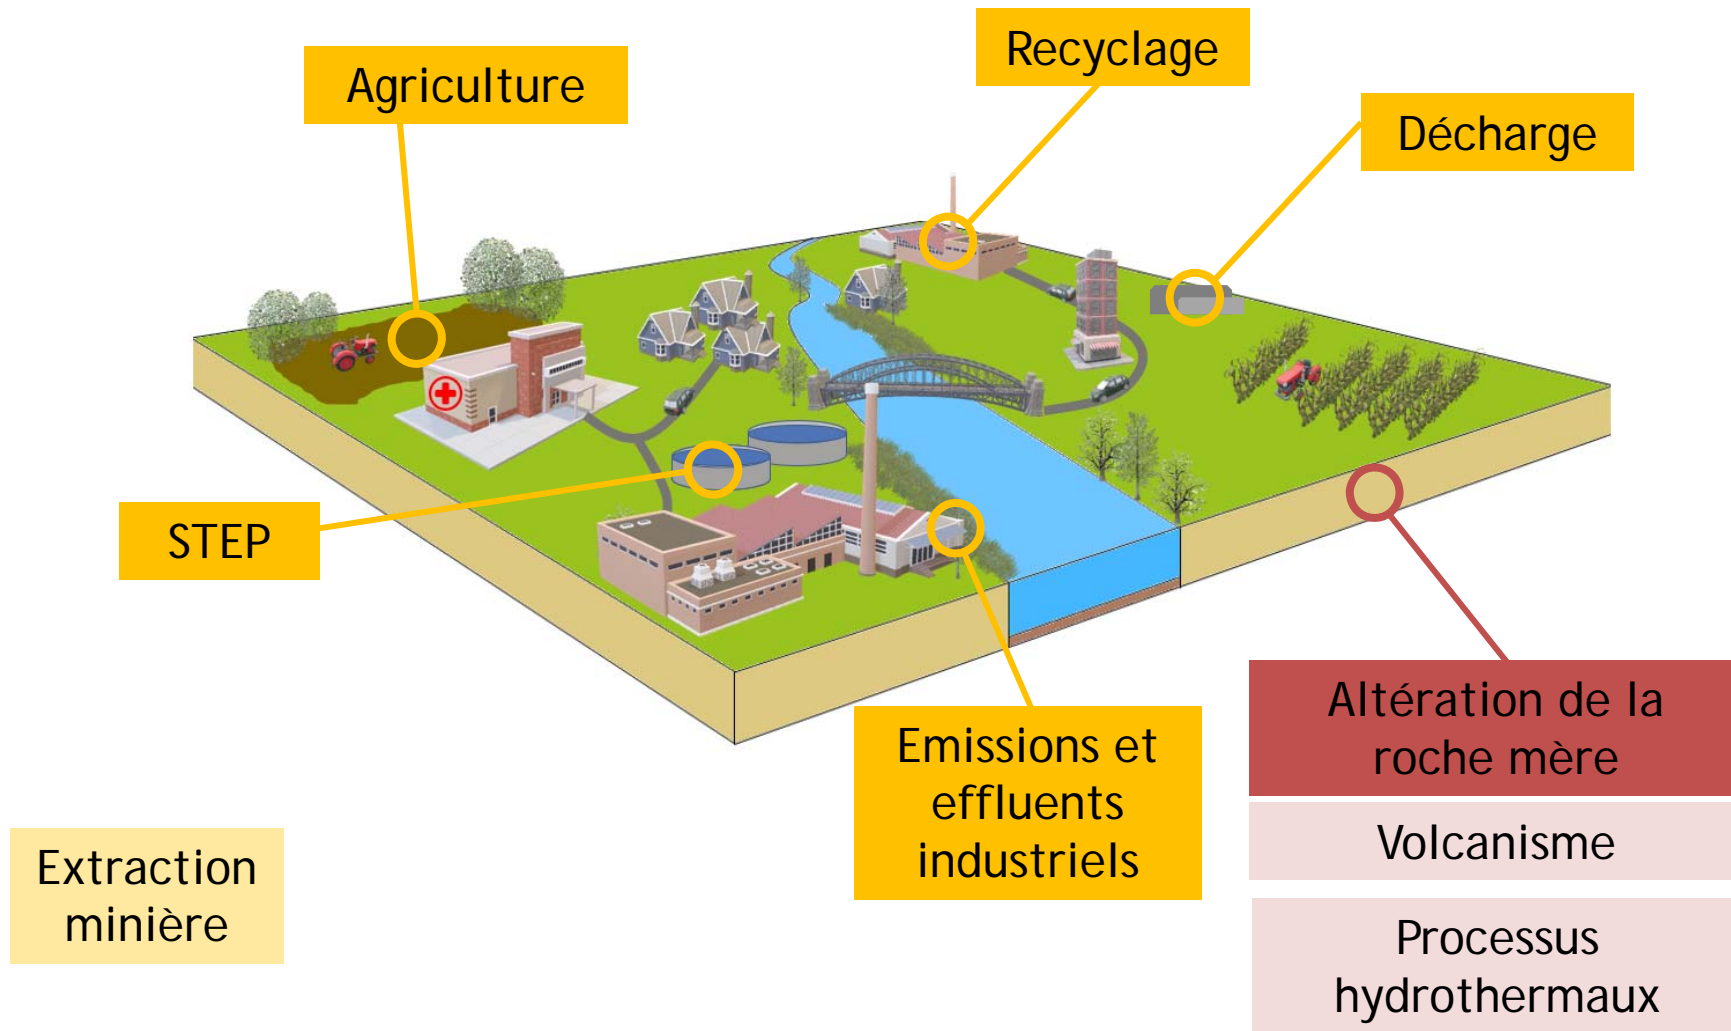 Recyclage
Agriculture
Décharge
STEP
Emissions et
effluents
industriels
Altération de la
roche mère
Volcanisme
Extraction
minière
Processus
hydrothermaux